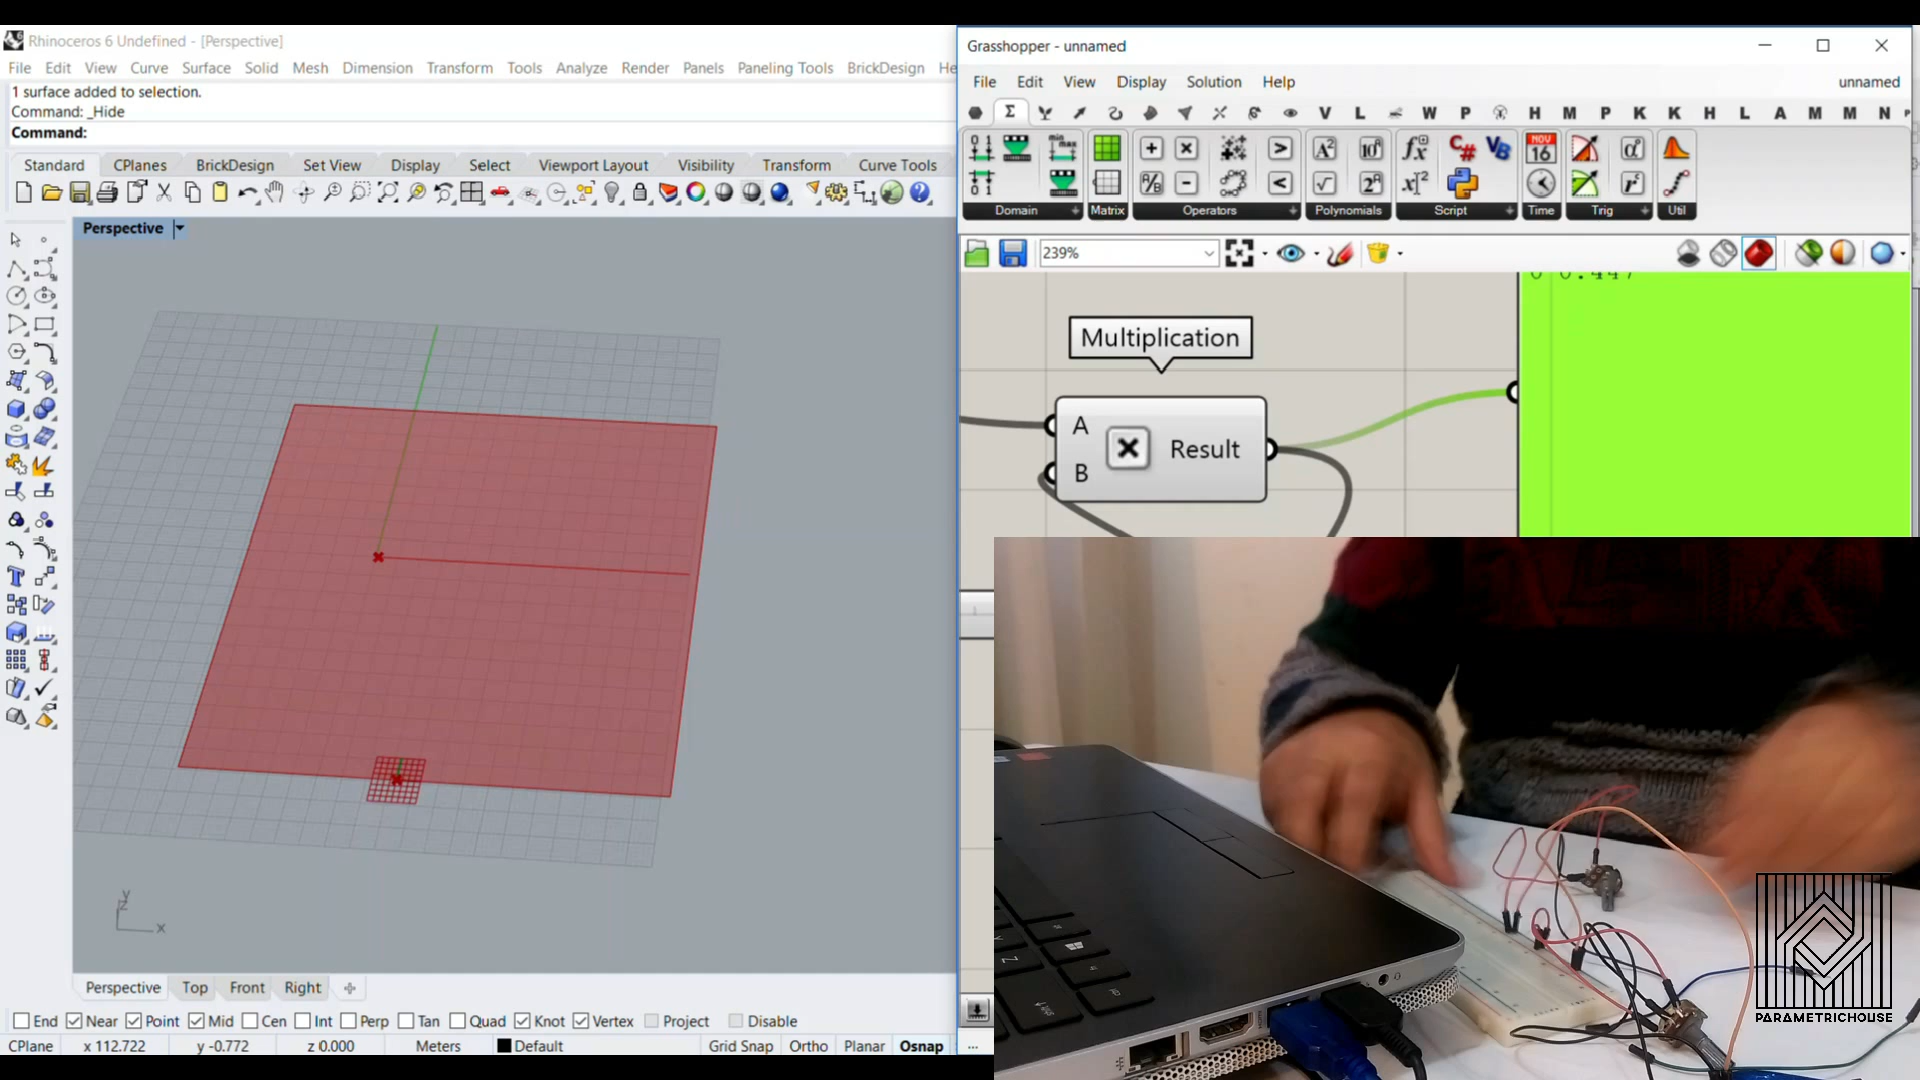 Rhinoceros 6 Undefined - [Perspective]
File Edit View Curve Surface Solid Mesh Dimension Transform Tools Analyze Render Panels Paneling Tools BrickDesign He
1 surface added to selection.
Command: _Hide
Command:
Standard CPlanes BrickDesign Set View Display Select Viewport Layout Visibility Transform Curve Tools
Perspective
Perspective Top Front Right
End Near Point Mid Cen Int Perp Tan Quad Knot Vertex Project Disable
CPlane x 112.722 y -0.772 z 0.000 Meters Default Grid Snap Ortho Planar Osnap ...
Grasshopper - unnamed
File Edit View Display Solution Help unnamed
Σ V L W P H M P K K H L A M M N
Domain Matrix Operators Polynomials Script Time Trig Util
239%
0 0.447
Multiplication
A
B
Result
PARAMETRICHOUSE